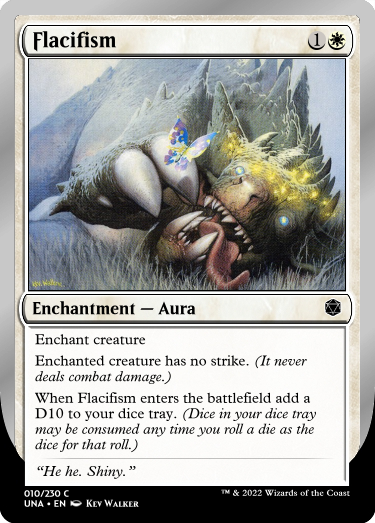 Flacifism
1
Enchantment — Aura
Enchant creature
Enchanted creature has no strike. (It never
deals combat damage.)
When Flacifism enters the battlefield add a
D10 to your dice tray. (Dice in your dice tray
may be consumed any time you roll a die as the
dice for that roll.)
“He he. Shiny.”
010/230 C
UNA • EN Kev Walker
™ & 2022 Wizards of the Coast